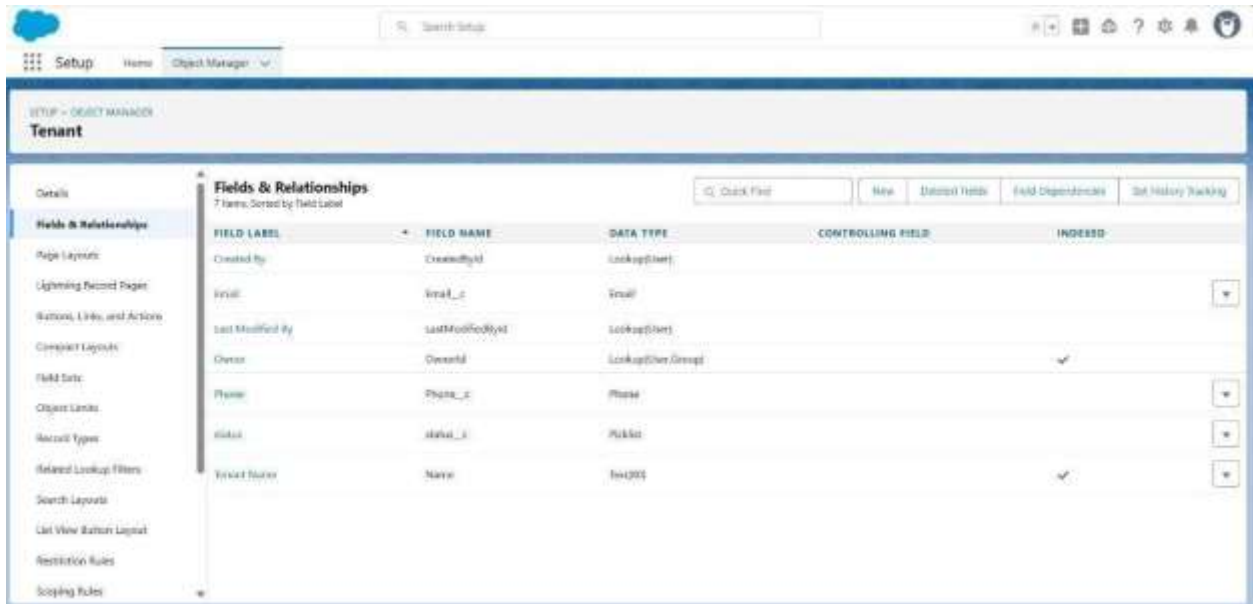 Search Setup
Setup Home Object Manager
SETUP > OBJECT MANAGER
Tenant
Details
Fields & Relationships
Page Layouts
Lightning Record Pages
Buttons, Links, and Actions
Compact Layouts
Field Sets
Object Limits
Record Types
Related Lookup Filters
Search Layouts
List View Button Layout
Restriction Rules
Scoping Rules
Fields & Relationships
7 Items, Sorted by Field Label
Quick Find New Deleted Fields Field Dependencies Set History Tracking
FIELD LABEL FIELD NAME DATA TYPE CONTROLLING FIELD INDEXED
Created By CreatedById Lookup(User)
Email Email__c Email
Last Modified By LastModifiedById Lookup(User)
Owner OwnerId Lookup(User,Group)
Phone Phone__c Phone
status status__c Picklist
Tenant Name Name